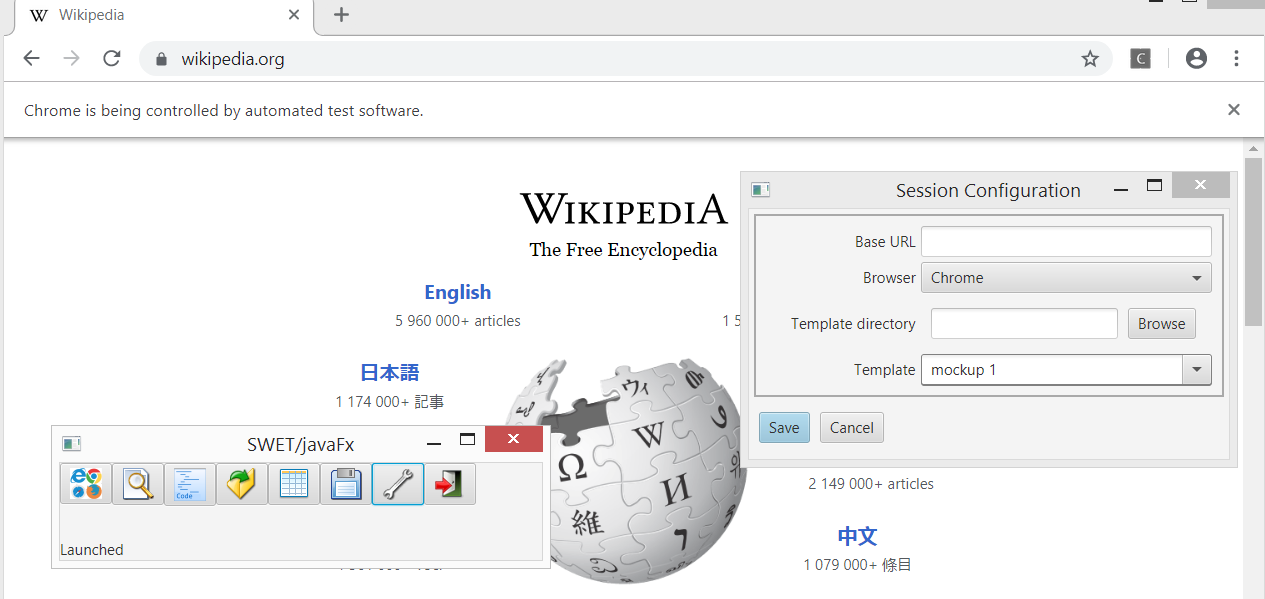 Wikipedia
wikipedia.org
C
Chrome is being controlled by automated test software.
WIKIPEDIA
The Free Encyclopedia
English
5 960 000+ articles
1 5
日本語
1 174 000+ 記事
Session Configuration
Base URL
Browser Chrome
Template directory Browse
Template mockup 1
Save Cancel
SWET/javaFx
Code
Launched
Ω W И 維 ウィ
2 149 000+ articles
中文
1 079 000+ 條目